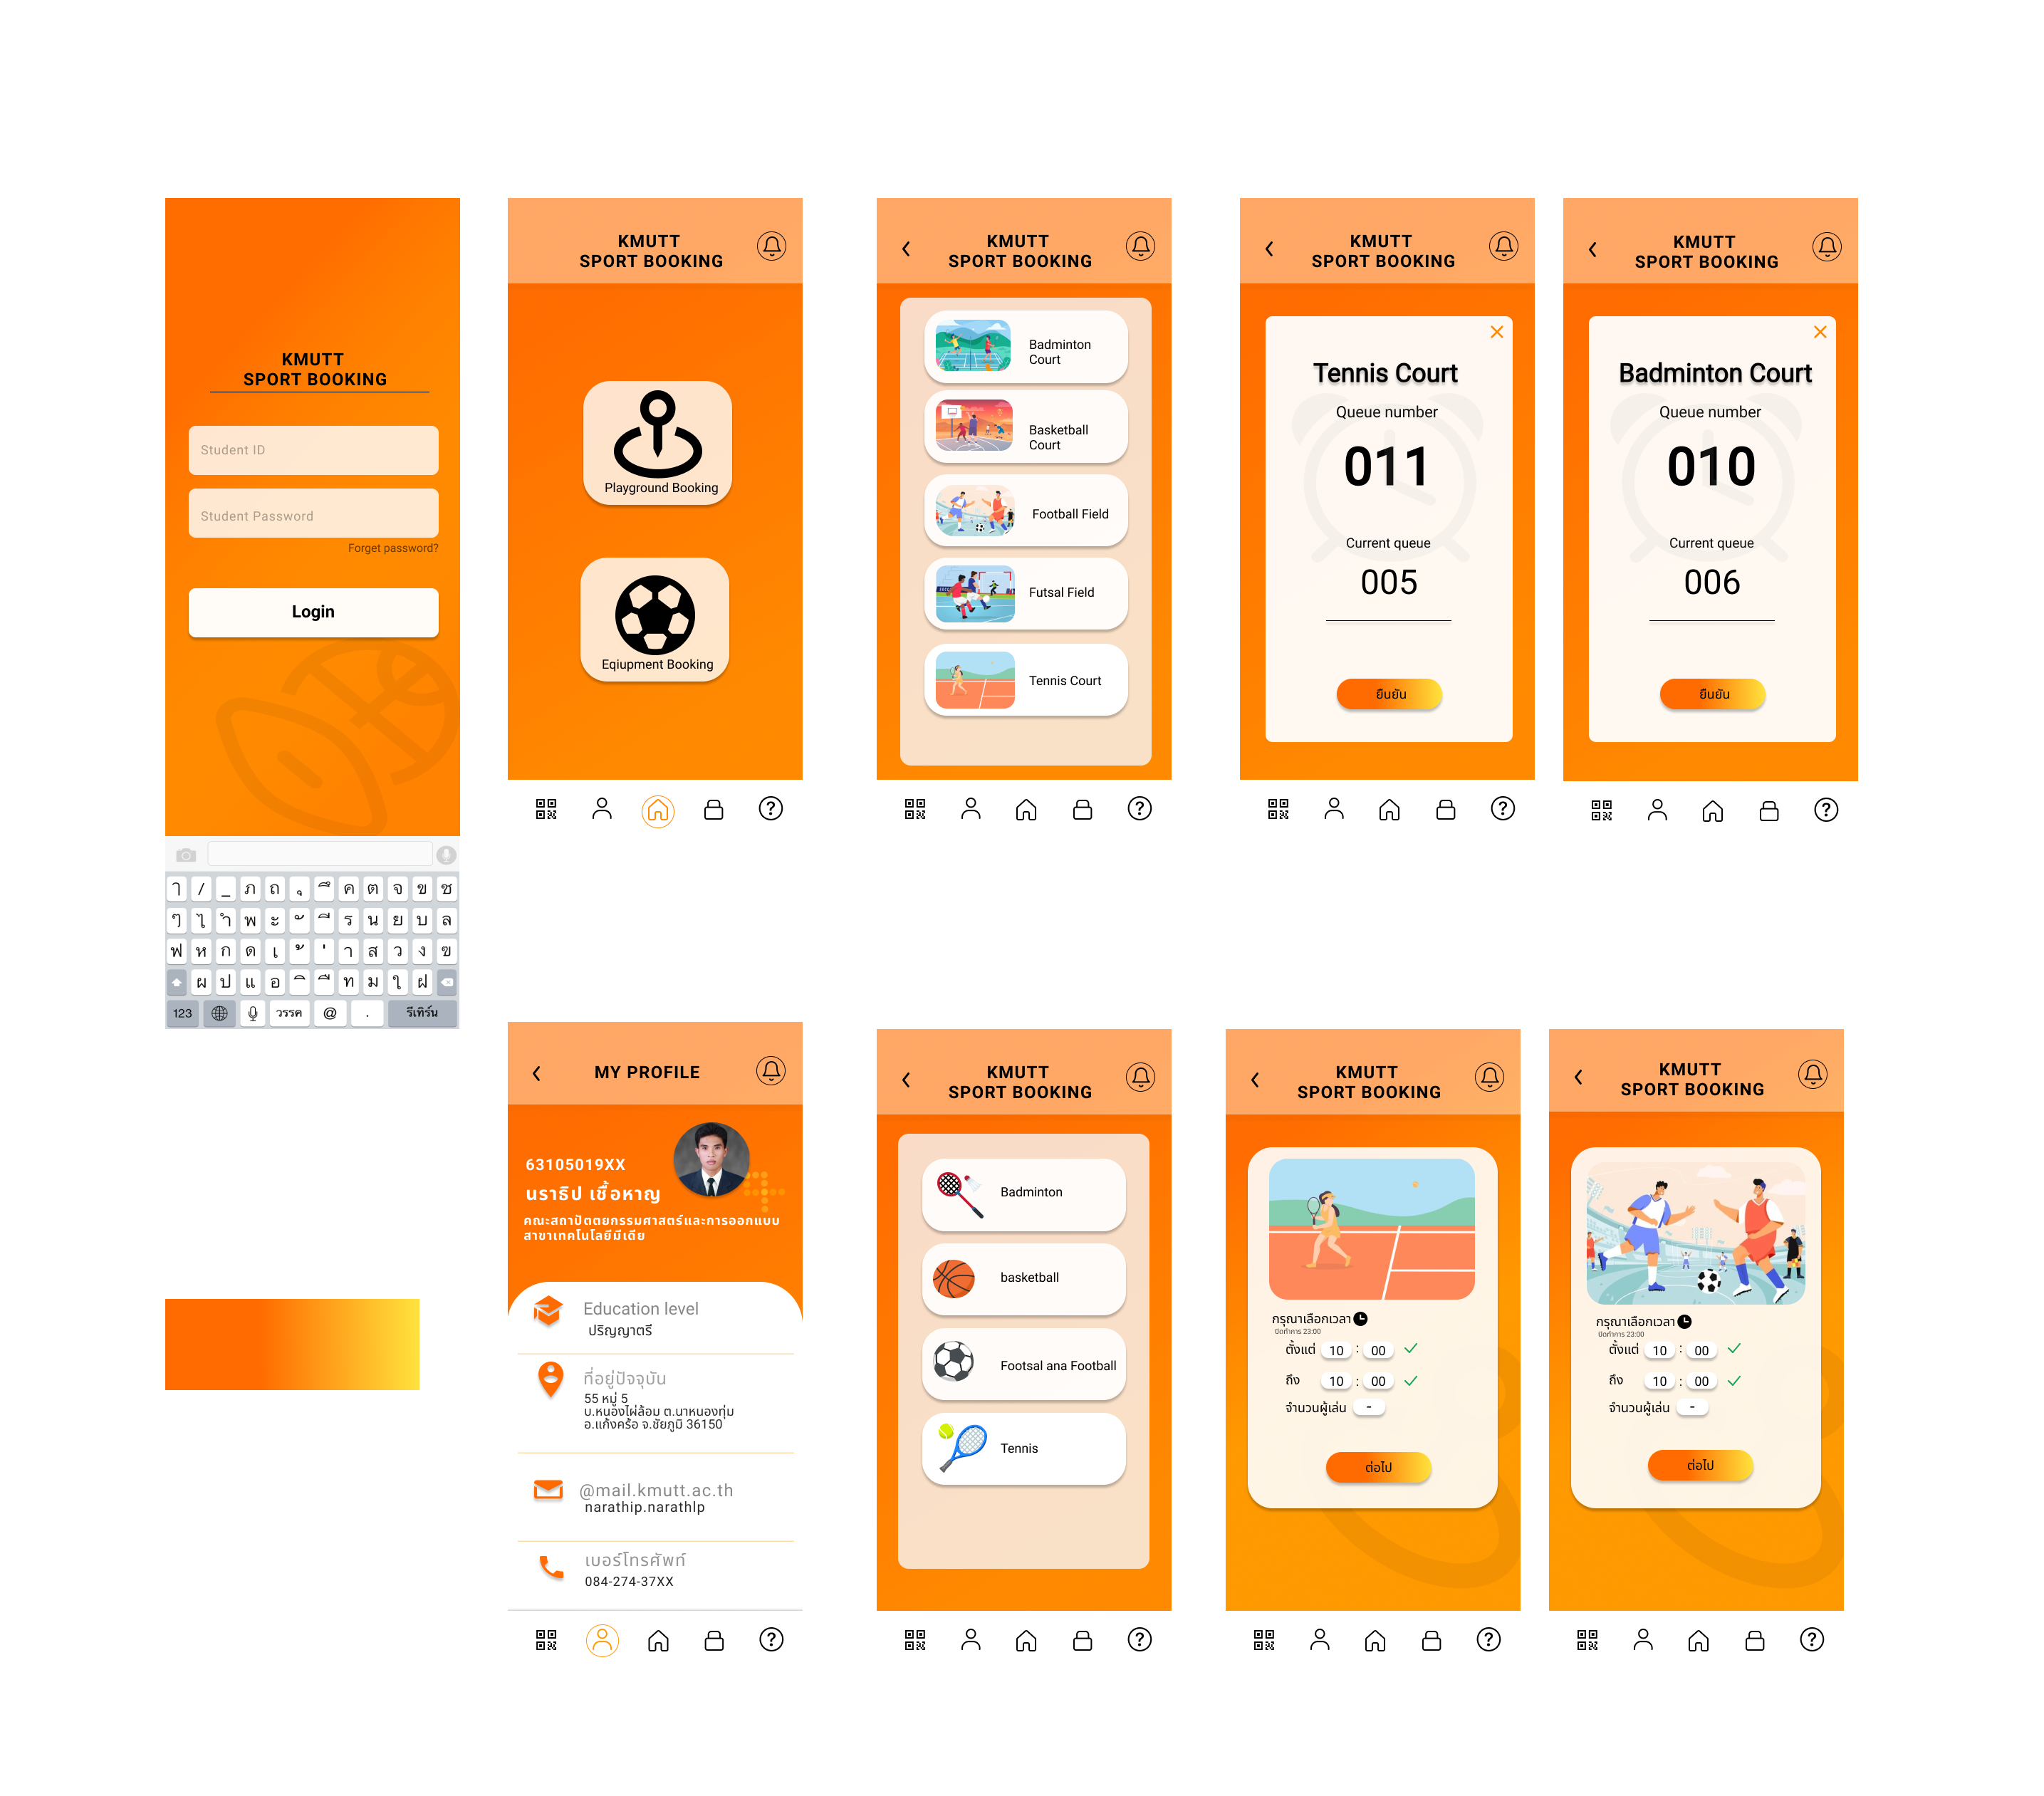 KMUTT
SPORT BOOKING
Student ID
Student Password
Forget password?
Login
ๅ / _ ภ ถ ุ ึ ค ต จ ข ช
ๆ ไ ำ พ ะ ั ี ร น ย บ ล
ฟ ห ก ด เ ้ ่ า ส ว ง ฃ
ผ ป แ อ ิ ื ท ม ใ ฝ
123 วรรค @ . รีเทิร์น
KMUTT
SPORT BOOKING
Playground Booking
Eqiupment Booking
KMUTT
SPORT BOOKING
Badminton
Court
Basketball
Court
Football Field
Futsal Field
Tennis Court
KMUTT
SPORT BOOKING
Tennis Court
Queue number
011
Current queue
005
ยืนยัน
KMUTT
SPORT BOOKING
Badminton Court
Queue number
010
Current queue
006
ยืนยัน
MY PROFILE
63105019XX
นราธิป เชื้อหาญ
คณะสถาปัตตยกรรมศาสตร์และการออกแบบ
สาขาเทคโนโลยีมีเดีย
Education level
ปริญญาตรี
ที่อยู่ปัจจุบัน
55 หมู่ 5
บ.หนองไผ่ล้อม ต.นาหนองทุ่ม
อ.แก้งคร้อ จ.ชัยภูมิ 36150
@mail.kmutt.ac.th
narathip.narathlp
เบอร์โทรศัพท์
084-274-37XX
KMUTT
SPORT BOOKING
Badminton
basketball
Footsal ana Football
Tennis
KMUTT
SPORT BOOKING
กรุณาเลือกเวลา
ปิดทำการ 23:00
ตั้งแต่ 10 : 00
ถึง 10 : 00
จำนวนผู้เล่น -
ต่อไป
KMUTT
SPORT BOOKING
กรุณาเลือกเวลา
ปิดทำการ 23:00
ตั้งแต่ 10 : 00
ถึง 10 : 00
จำนวนผู้เล่น -
ต่อไป